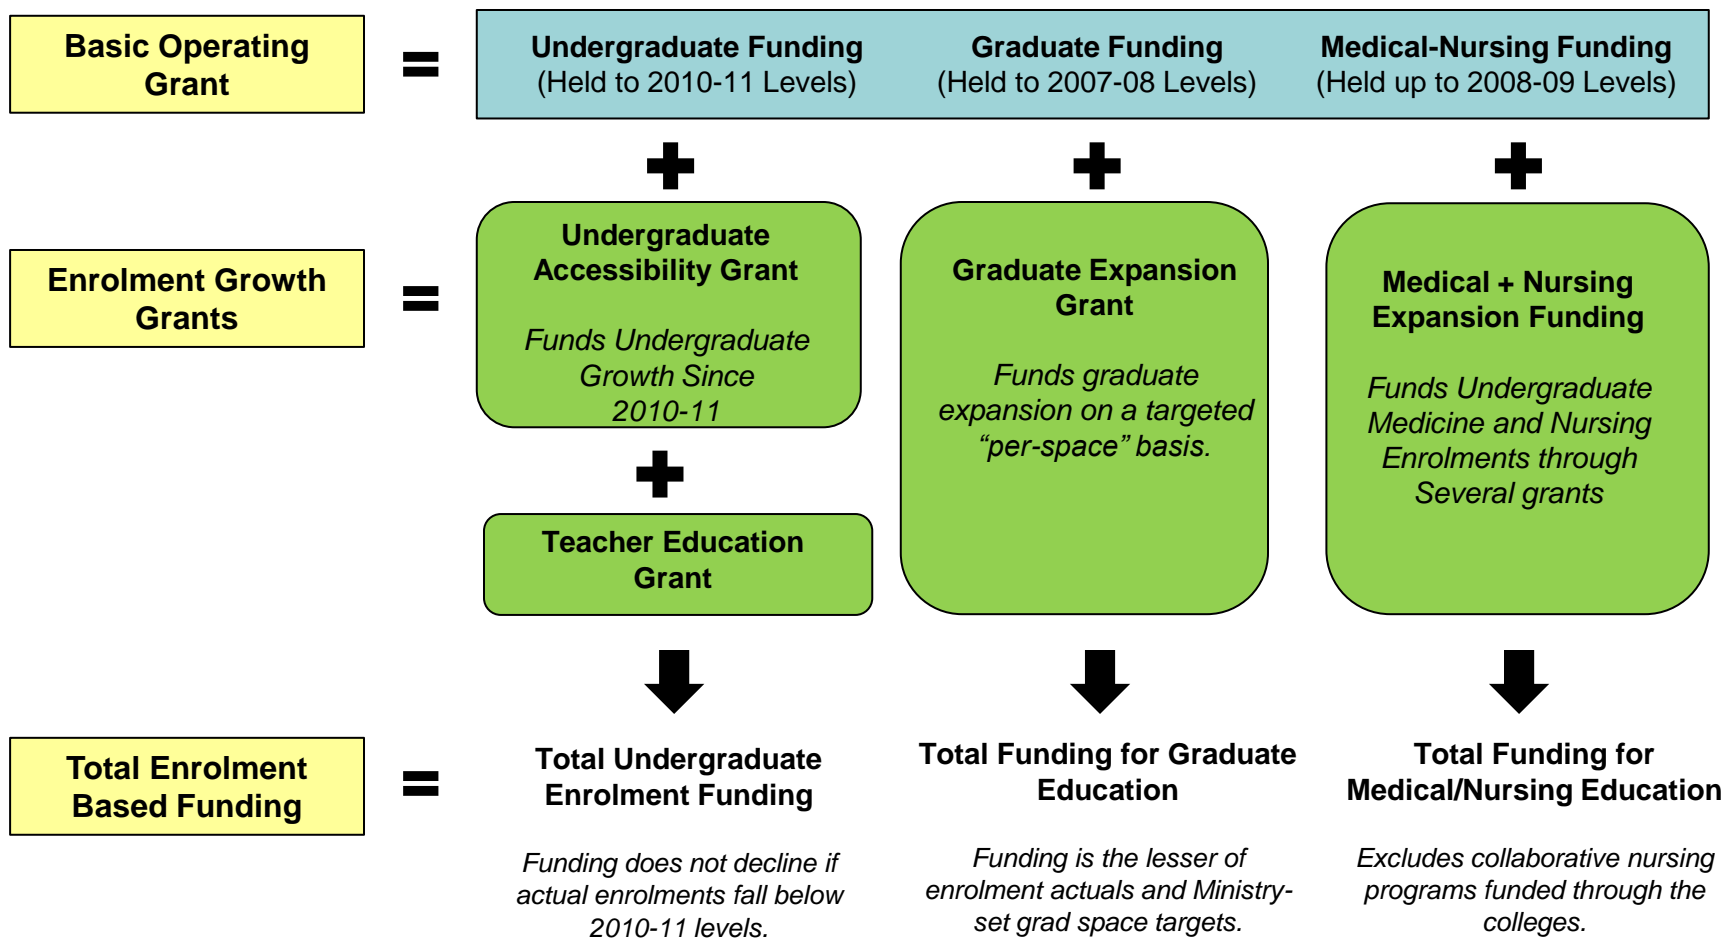 Basic Operating
Grant
=
Undergraduate Funding
(Held to 2010-11 Levels)
Graduate Funding
(Held to 2007-08 Levels)
Medical-Nursing Funding
(Held up to 2008-09 Levels)
Enrolment Growth
Grants
=
Undergraduate
Accessibility Grant
Funds Undergraduate
Growth Since
2010-11
Teacher Education
Grant
Graduate Expansion
Grant
Funds graduate
expansion on a targeted
“per-space” basis.
Medical + Nursing
Expansion Funding
Funds Undergraduate
Medicine and Nursing
Enrolments through
Several grants
Total Enrolment
Based Funding
=
Total Undergraduate
Enrolment Funding
Funding does not decline if
actual enrolments fall below
2010-11 levels.
Total Funding for Graduate
Education
Funding is the lesser of
enrolment actuals and Ministry-
set grad space targets.
Total Funding for
Medical/Nursing Education
Excludes collaborative nursing
programs funded through the
colleges.